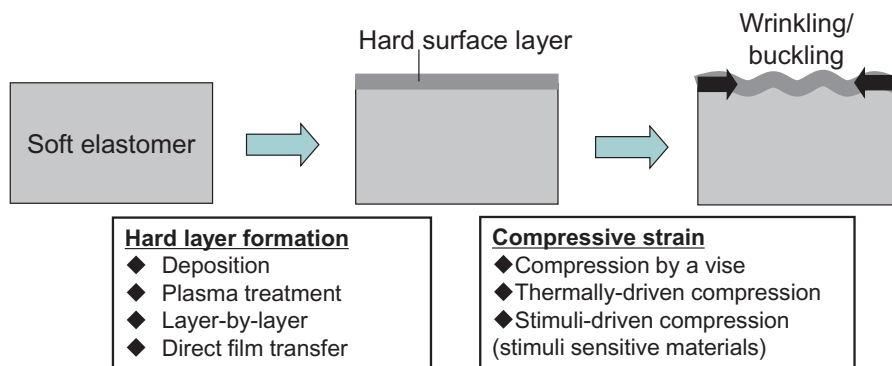 Wrinkling/
buckling
Hard surface layer
Soft elastomer
Hard layer formation
◆ Deposition
◆ Plasma treatment
◆ Layer-by-layer
◆ Direct film transfer
Compressive strain
◆Compression by a vise
◆Thermally-driven compression
◆Stimuli-driven compression
(stimuli sensitive materials)